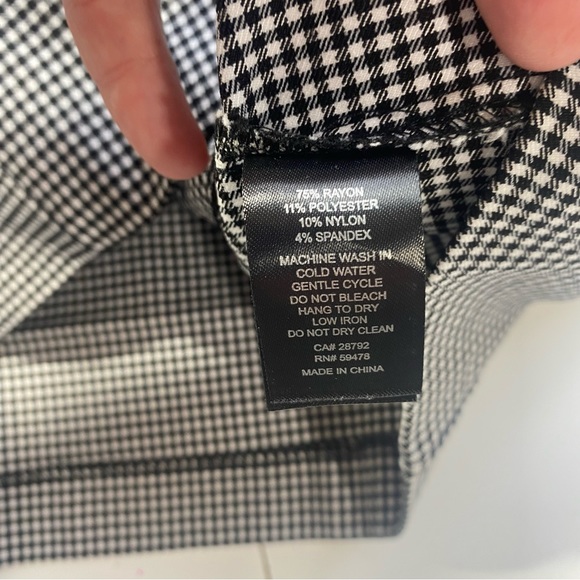 75% RAYON
11% POLYESTER
10% NYLON
4% SPANDEX
MACHINE WASH IN
COLD WATER
GENTLE CYCLE
DO NOT BLEACH
HANG TO DRY
LOW IRON
DO NOT DRY CLEAN
CA# 28792
RN# 59478
MADE IN CHINA